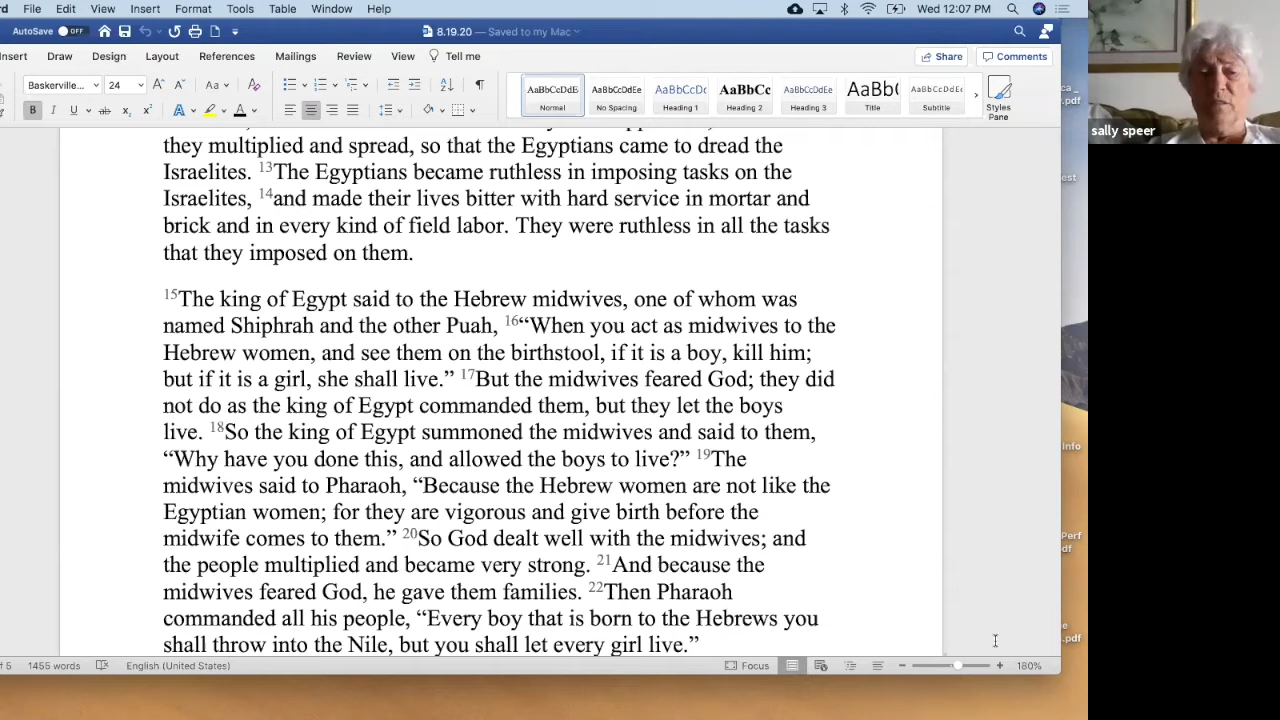 File Edit View Insert Format Tools Table Window Help Wed 12:07 PM
AutoSave OFF 8.19.20 — Saved to my Mac
nsert Draw Design Layout References Mailings Review View Tell me Share Comments
Baskerville... 24 Aa
AaBbCcDdE AaBbCcDdEe AaBbCcDc AaBbCc AaBbCcDdEe AaBb( AaBbCcDdEe
Normal No Spacing Heading 1 Heading 2 Heading 3 Title Subtitle Styles Pane
B I U ab x₂ x² A A
sally speer
they multiplied and spread, so that the Egyptians came to dread the
Israelites. 13The Egyptians became ruthless in imposing tasks on the
Israelites, 14and made their lives bitter with hard service in mortar and
brick and in every kind of field labor. They were ruthless in all the tasks
that they imposed on them.
15The king of Egypt said to the Hebrew midwives, one of whom was
named Shiphrah and the other Puah, 16“When you act as midwives to the
Hebrew women, and see them on the birthstool, if it is a boy, kill him;
but if it is a girl, she shall live.” 17But the midwives feared God; they did
not do as the king of Egypt commanded them, but they let the boys
live. 18So the king of Egypt summoned the midwives and said to them,
“Why have you done this, and allowed the boys to live?” 19The
midwives said to Pharaoh, “Because the Hebrew women are not like the
Egyptian women; for they are vigorous and give birth before the
midwife comes to them.” 20So God dealt well with the midwives; and
the people multiplied and became very strong. 21And because the
midwives feared God, he gave them families. 22Then Pharaoh
commanded all his people, “Every boy that is born to the Hebrews you
shall throw into the Nile, but you shall let every girl live.”
of 5 1455 words English (United States) Focus 180%